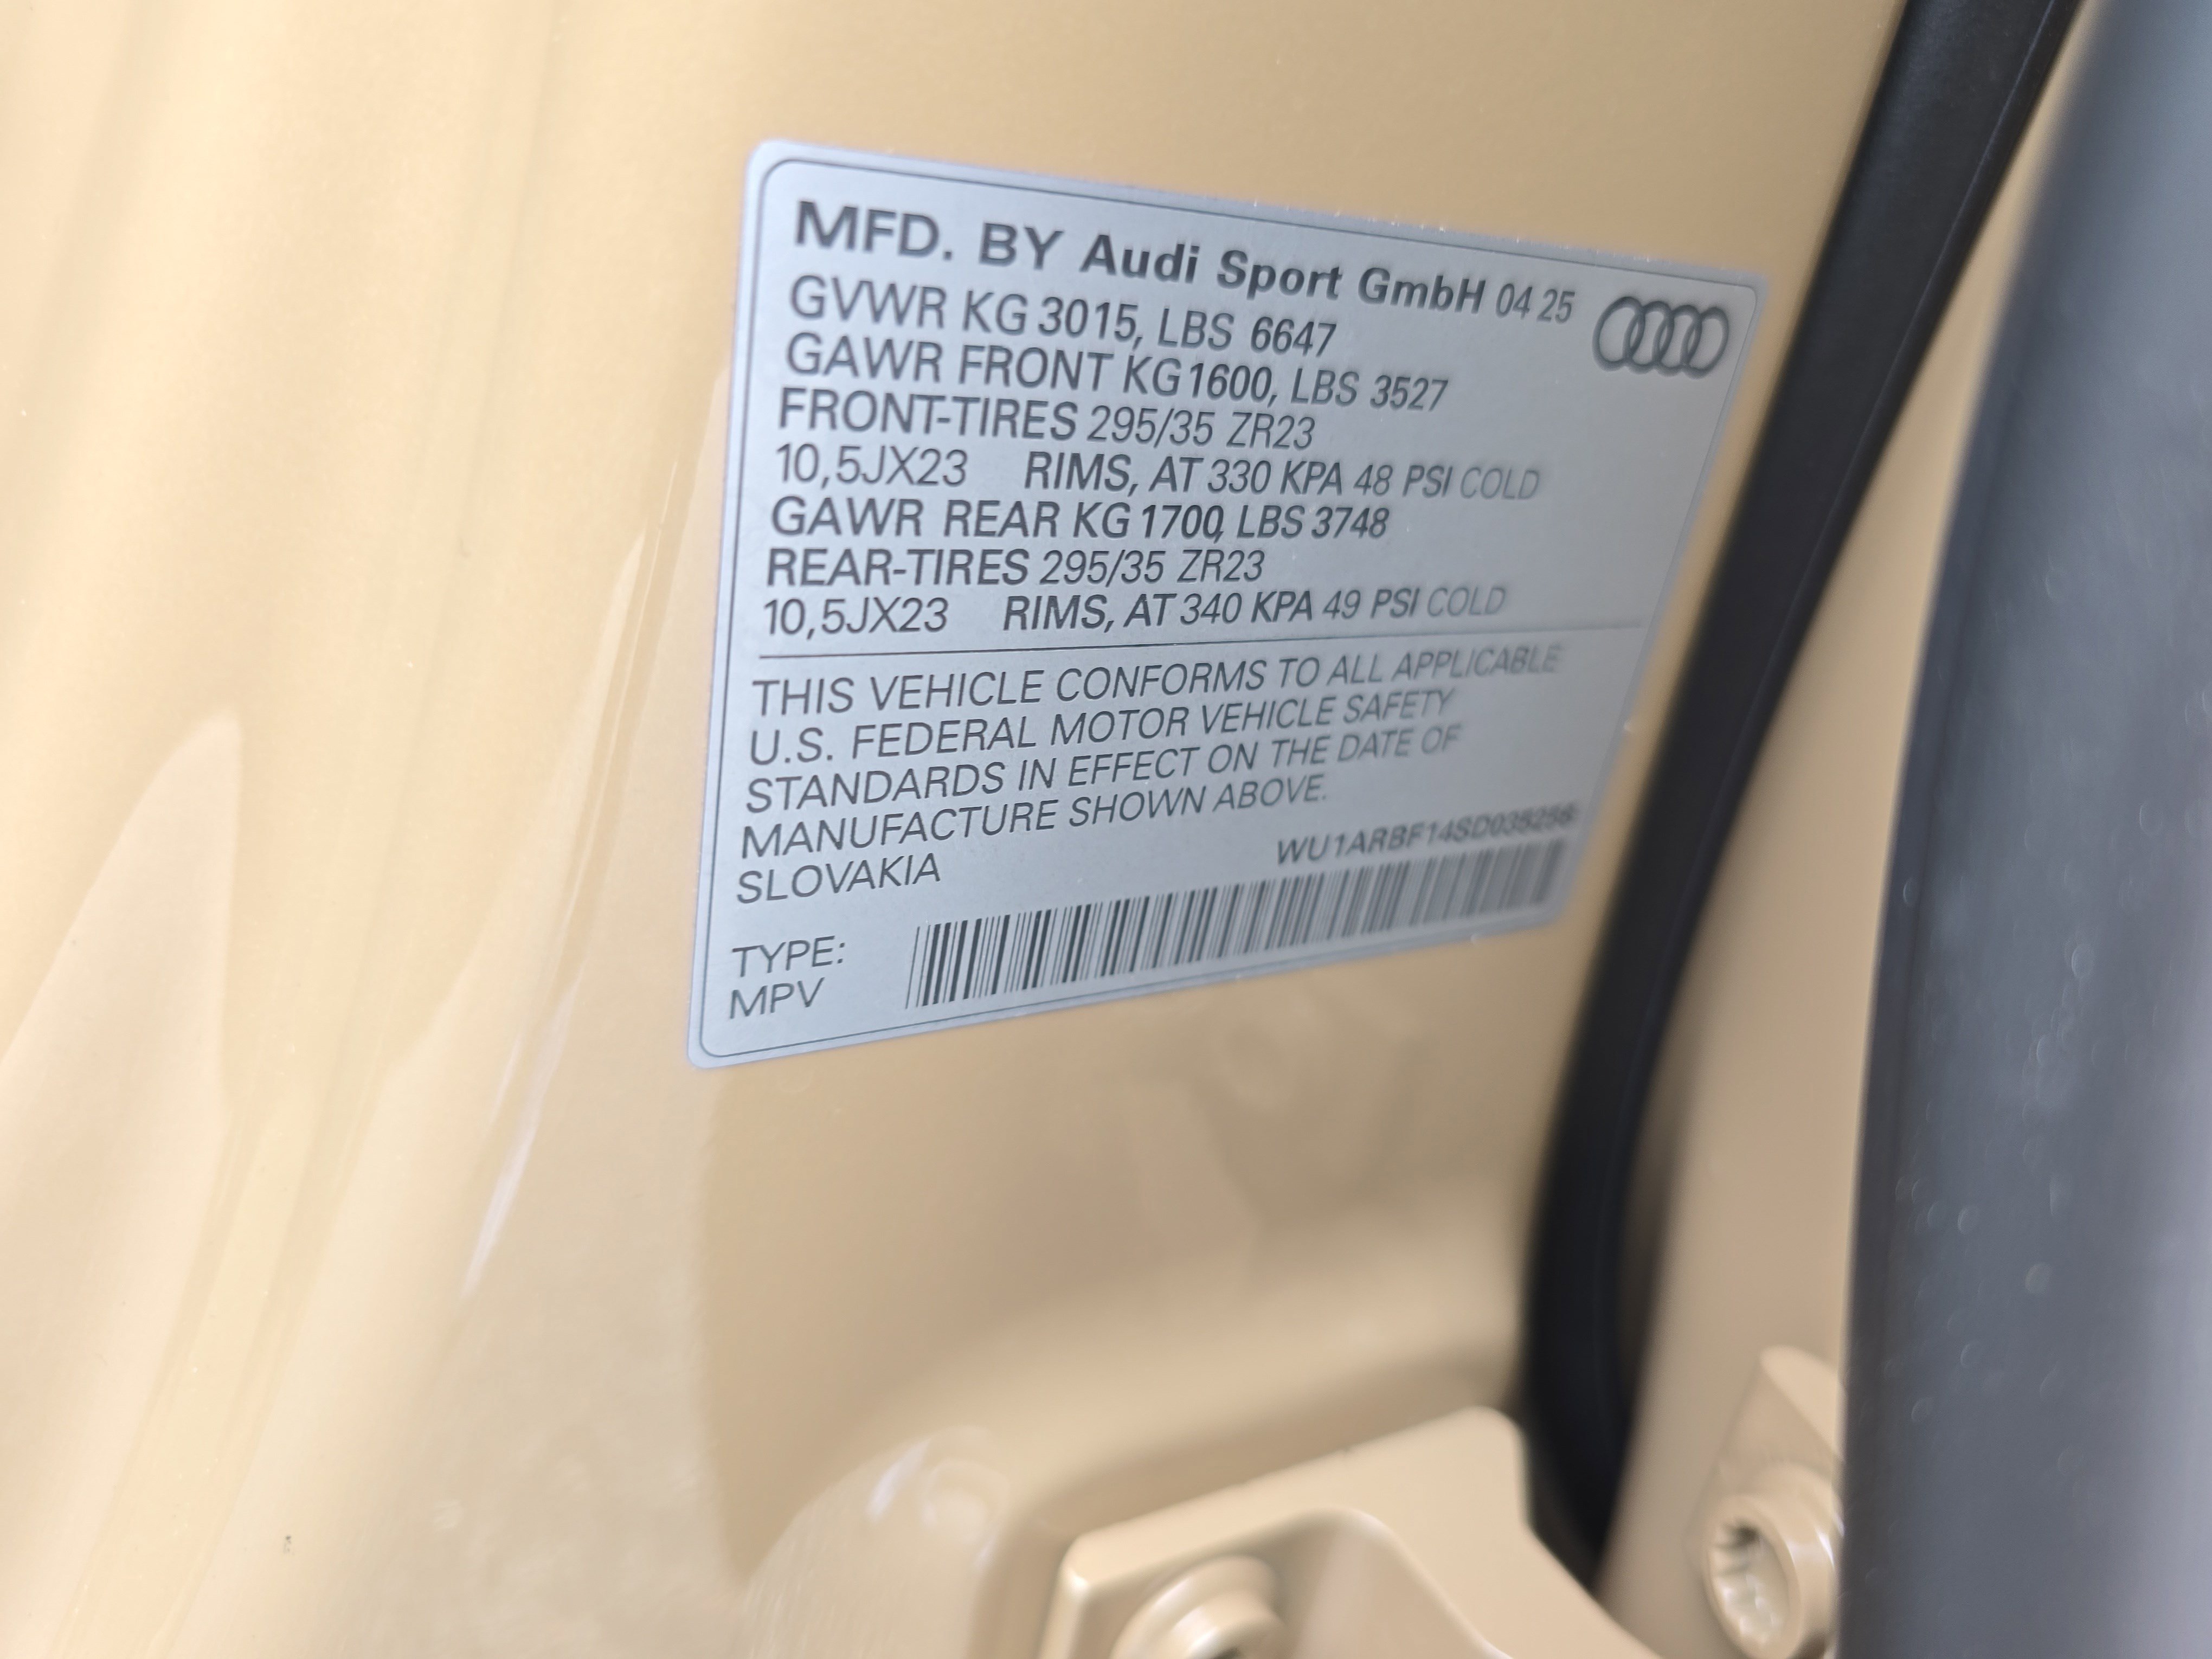 MFD. BY Audi Sport GmbH 04 25
GVWR KG 3015, LBS 6647
GAWR FRONT KG 1600, LBS 3527
FRONT-TIRES 295/35 ZR23
10,5JX23 RIMS, AT 330 KPA 48 PSI COLD
GAWR REAR KG 1700, LBS 3748
REAR-TIRES 295/35 ZR23
10,5JX23 RIMS, AT 340 KPA 49 PSI COLD
THIS VEHICLE CONFORMS TO ALL APPLICABLE
U.S. FEDERAL MOTOR VEHICLE SAFETY
STANDARDS IN EFFECT ON THE DATE OF
MANUFACTURE SHOWN ABOVE.
SLOVAKIA
TYPE:
MPV